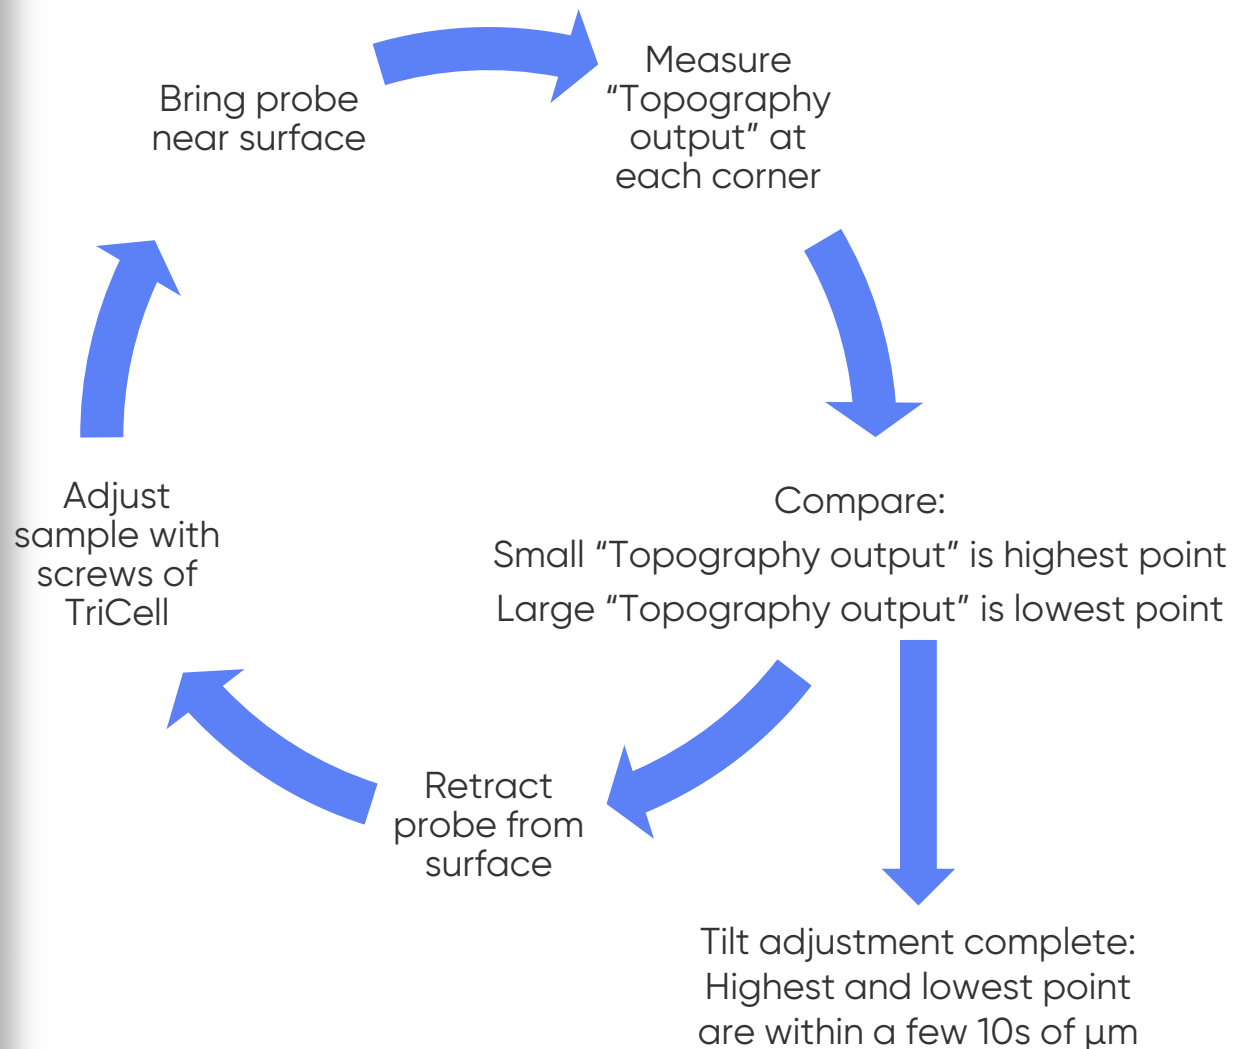 Bring probe
near surface
Measure
“Topography
output” at
each corner
Compare:
Small “Topography output” is highest point
Large “Topography output” is lowest point
Retract
probe from
surface
Adjust
sample with
screws of
TriCell
Tilt adjustment complete:
Highest and lowest point
are within a few 10s of µm